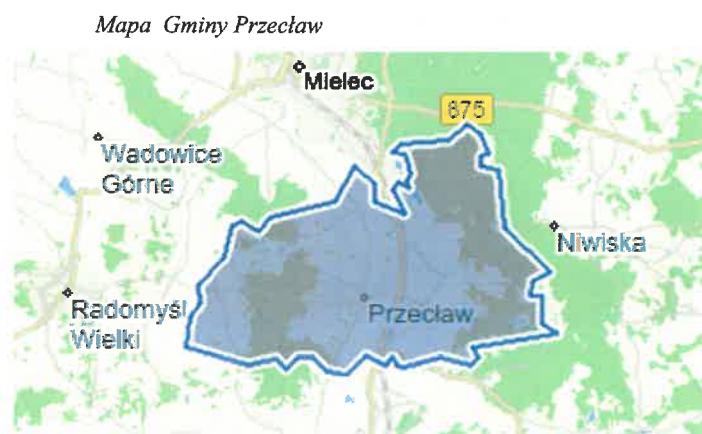 Mapa Gminy Przecław
Mielec
875
Wadowice
Górne
Niwiska
Radomyśl
Wielki
Przecław